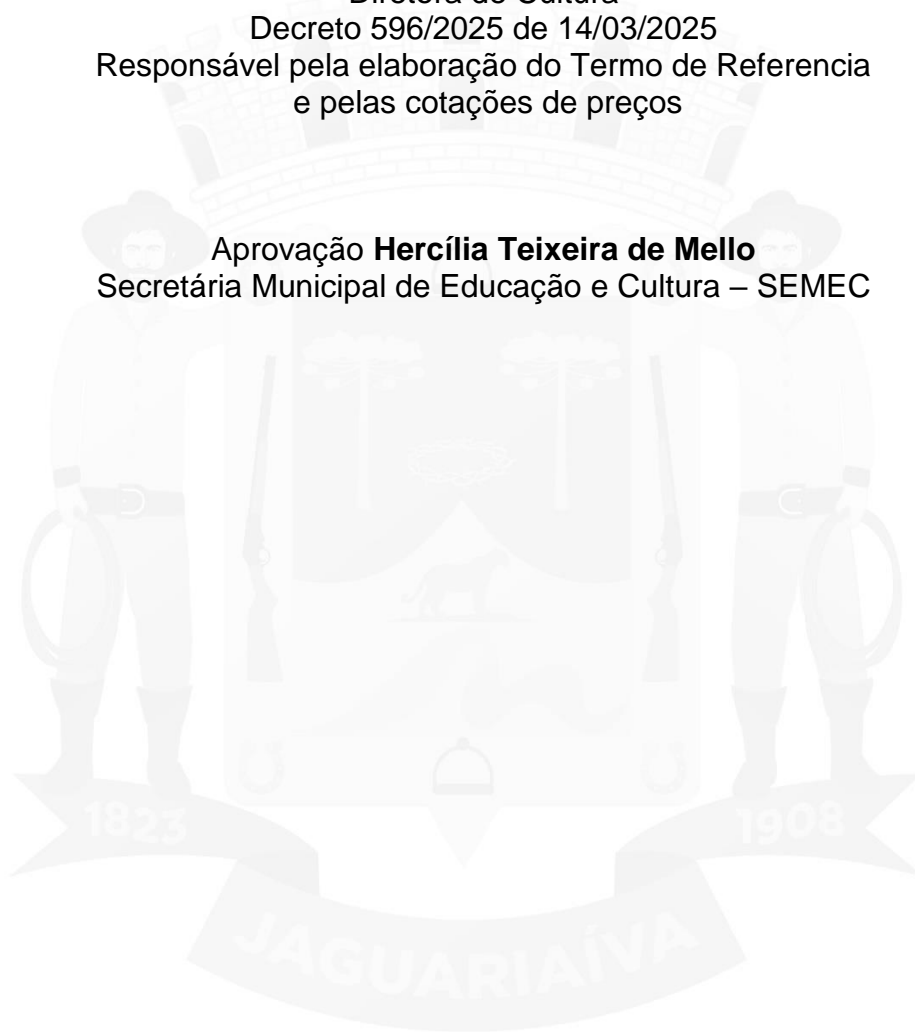 Diretora de Cultura
Decreto 596/2025 de 14/03/2025
Responsável pela elaboração do Termo de Referencia
e pelas cotações de preços
Aprovação Hercília Teixeira de Mello
Secretária Municipal de Educação e Cultura – SEMEC
1823
1908
JAGUARIAÍVA